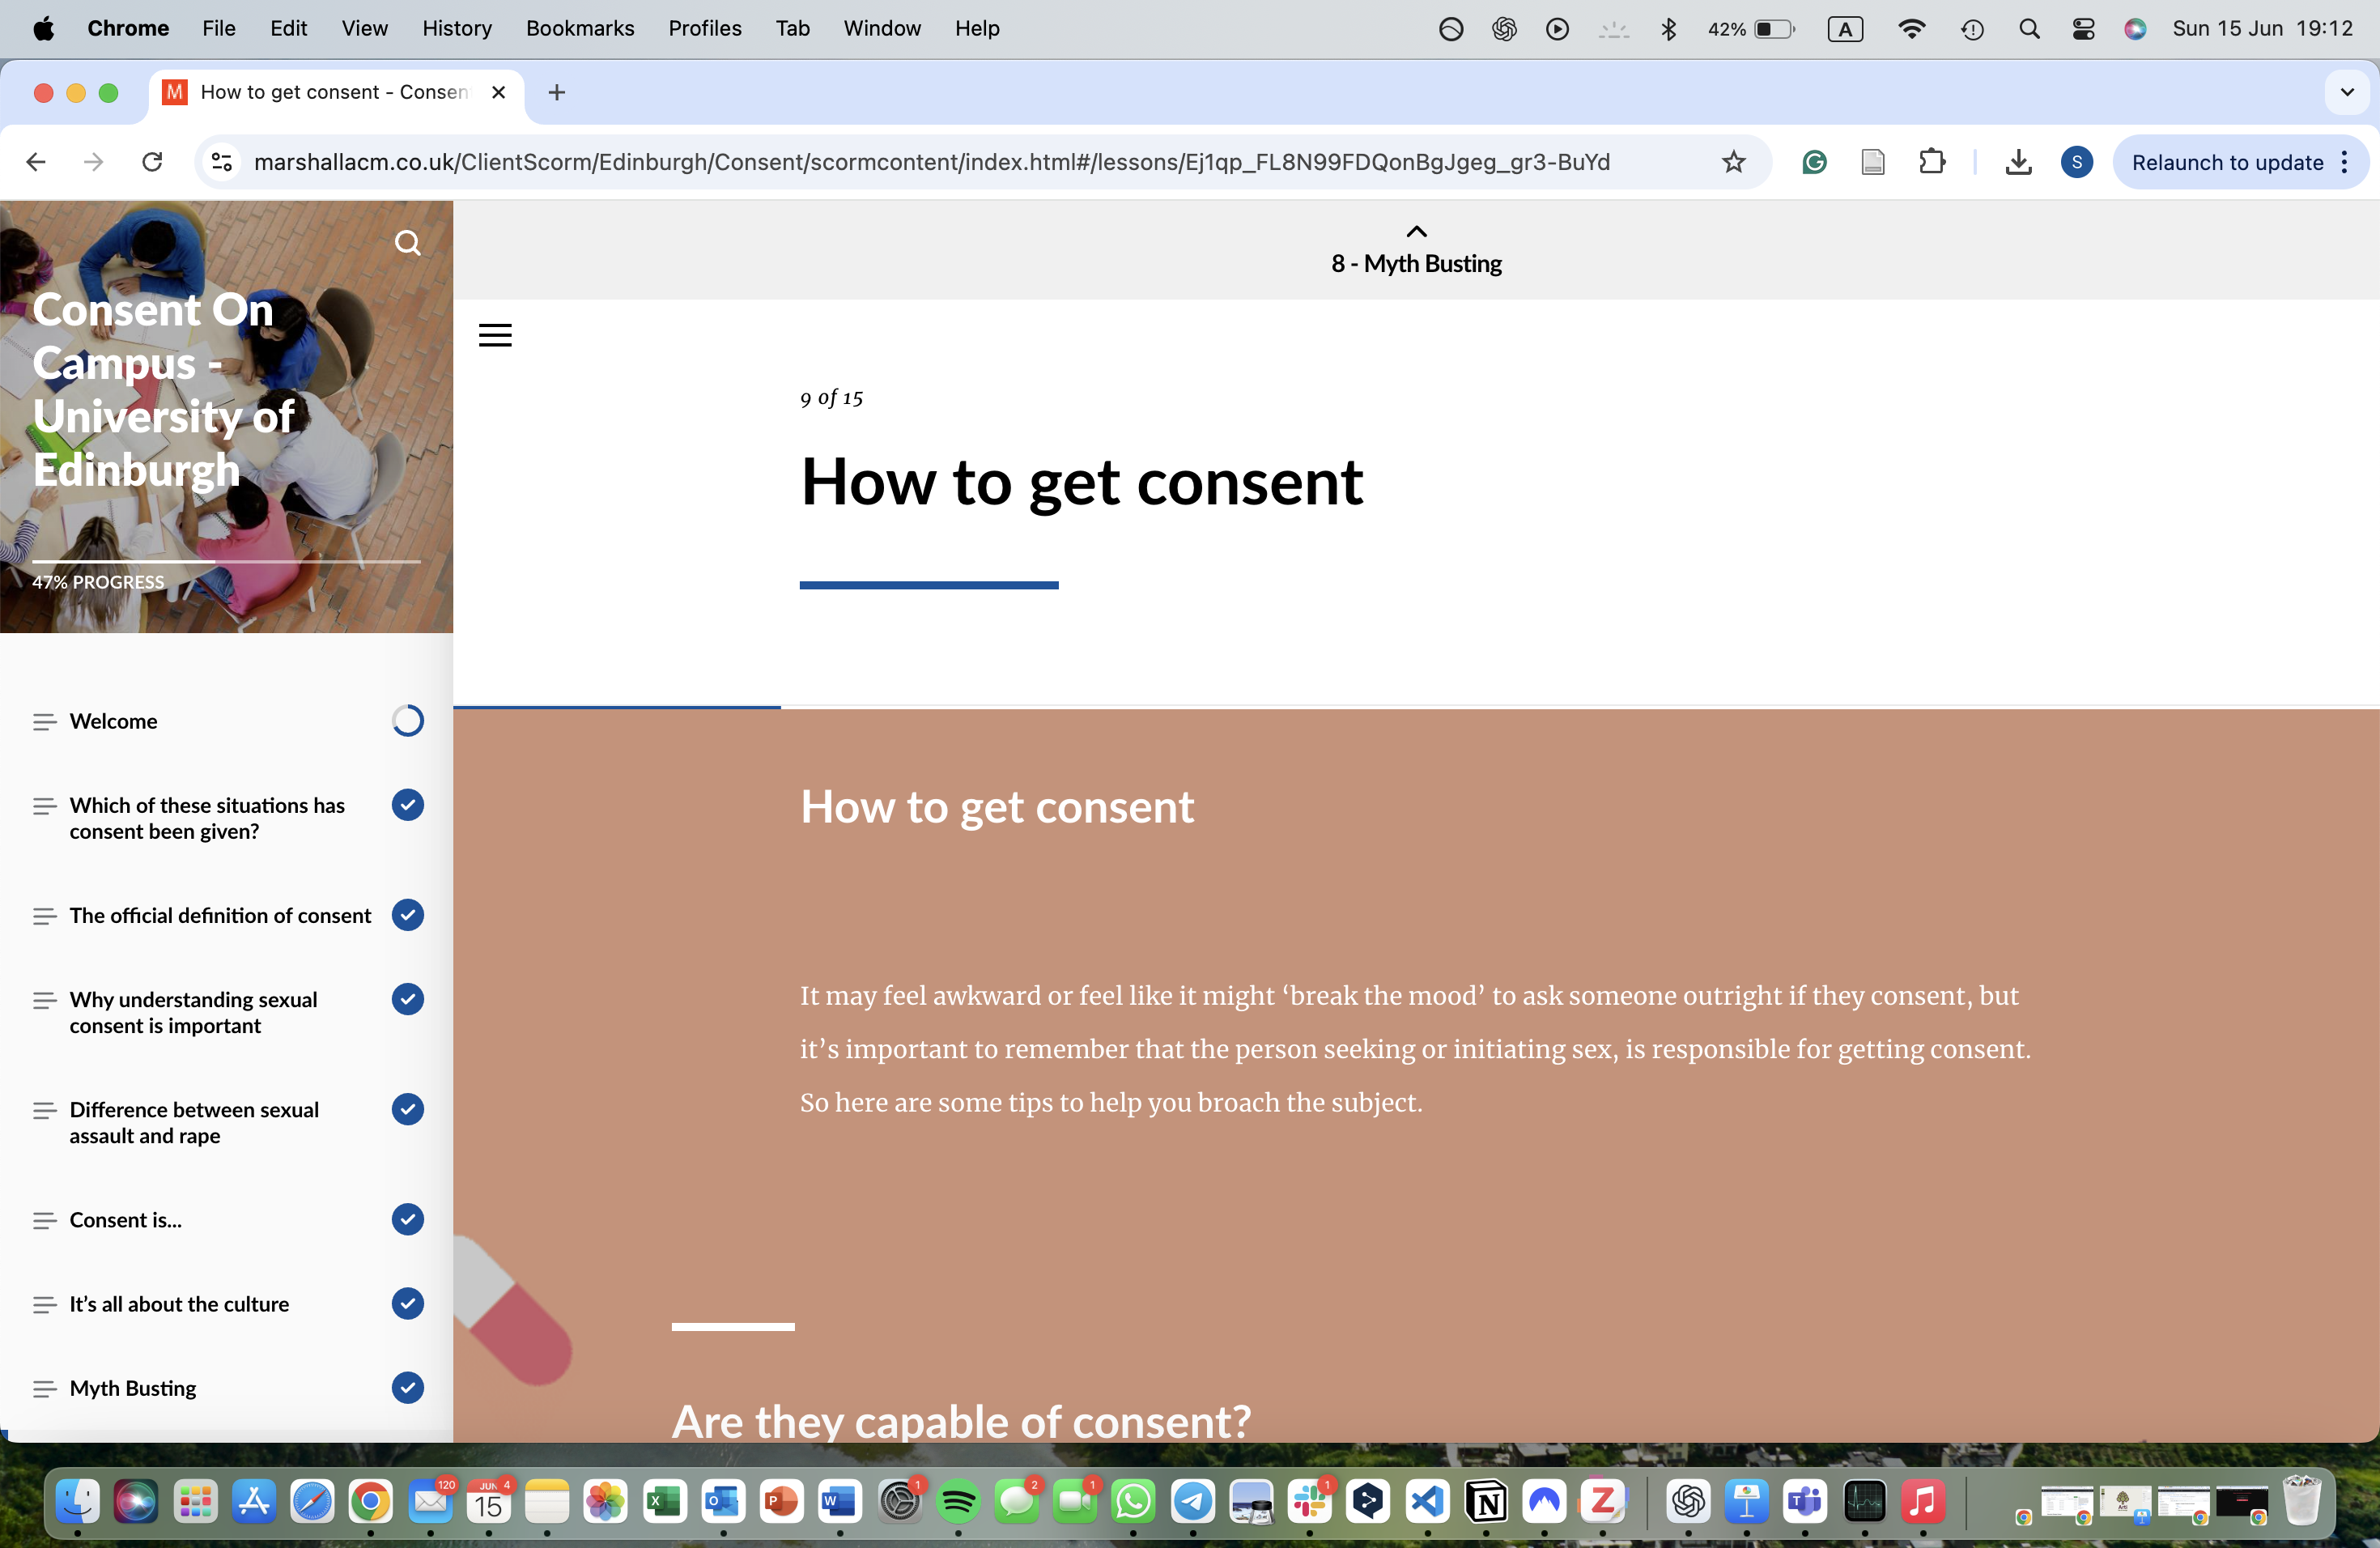 Chrome File Edit View History Bookmarks Profiles Tab Window Help 42% A Sun 15 Jun 19:12
M How to get consent - Consen
marshallacm.co.uk/ClientScorm/Edinburgh/Consent/scormcontent/index.html#/lessons/Ej1qp_FL8N99FDQonBgJgeg_gr3-BuYd S Relaunch to update
Consent On
Campus -
University of
Edinburgh
47% PROGRESS
Welcome
Which of these situations has
consent been given?
The official definition of consent
Why understanding sexual
consent is important
Difference between sexual
assault and rape
Consent is...
It's all about the culture
Myth Busting
8 - Myth Busting
9 of 15
How to get consent
How to get consent
It may feel awkward or feel like it might ‘break the mood’ to ask someone outright if they consent, but
it’s important to remember that the person seeking or initiating sex, is responsible for getting consent.
So here are some tips to help you broach the subject.
Are they capable of consent?
120 JUN 4 15 X O P W 1 2 1 1 N Z T